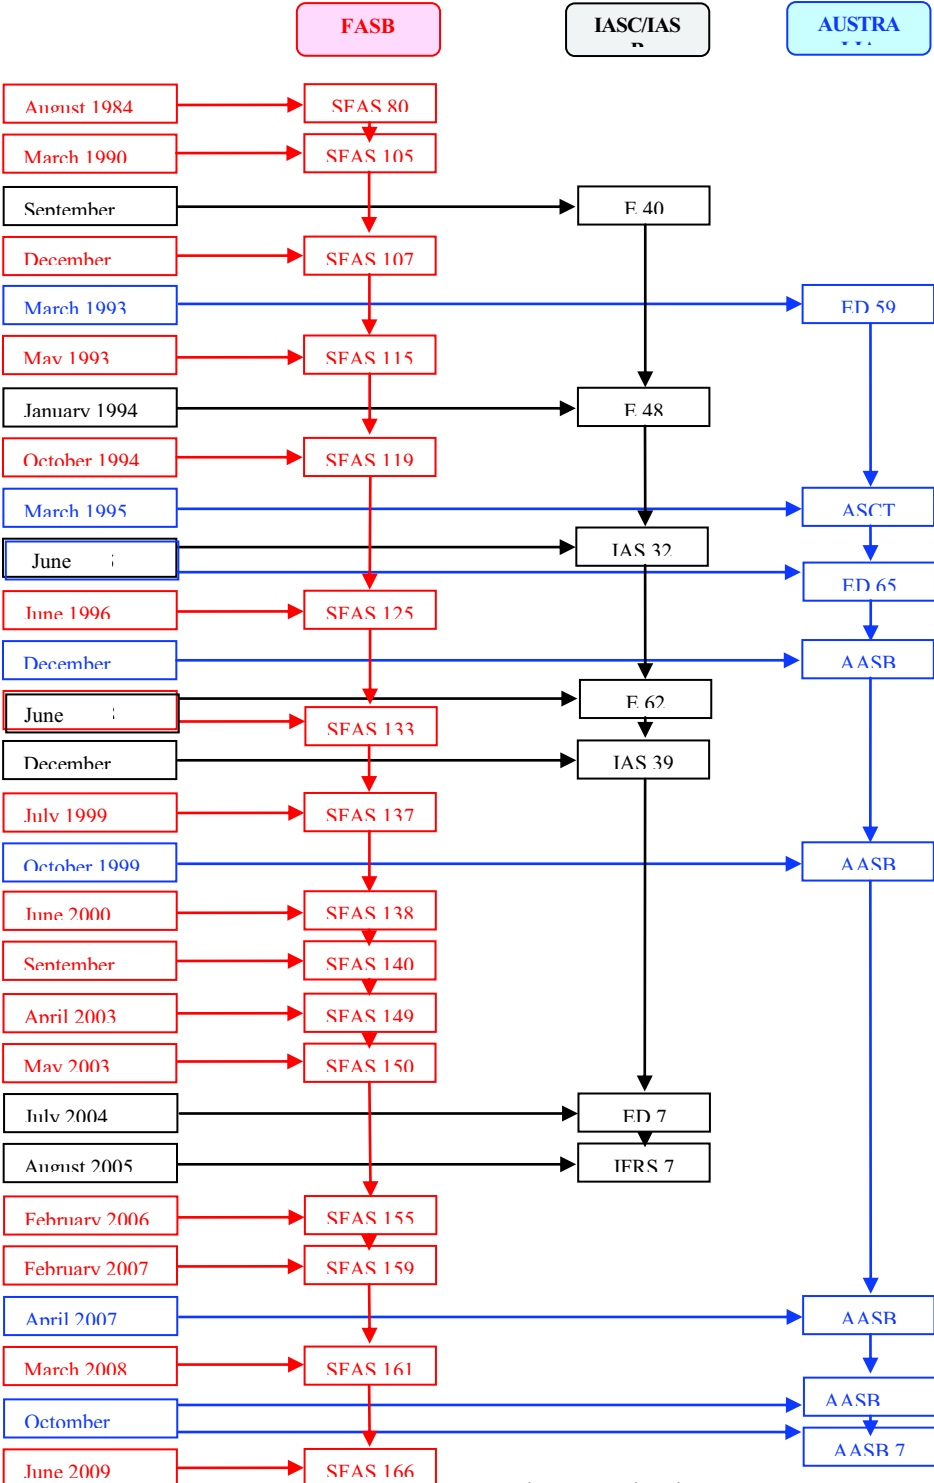 FASB
IASC/IAS
AUSTRA
August 1984
SFAS 80
March 1990
SFAS 105
September
E 40
December
SFAS 107
March 1993
ED 59
May 1993
SFAS 115
January 1994
E 48
October 1994
SFAS 119
March 1995
ASCT
June
IAS 32
ED 65
June 1996
SFAS 125
December
AASB
June
E 62
SFAS 133
December
IAS 39
July 1999
SFAS 137
October 1999
AASB
June 2000
SFAS 138
September
SFAS 140
April 2003
SFAS 149
May 2003
SFAS 150
July 2004
ED 7
August 2005
IFRS 7
February 2006
SFAS 155
February 2007
SFAS 159
April 2007
AASB
March 2008
SFAS 161
Octomber
AASB
AASB 7
June 2009
SFAS 166